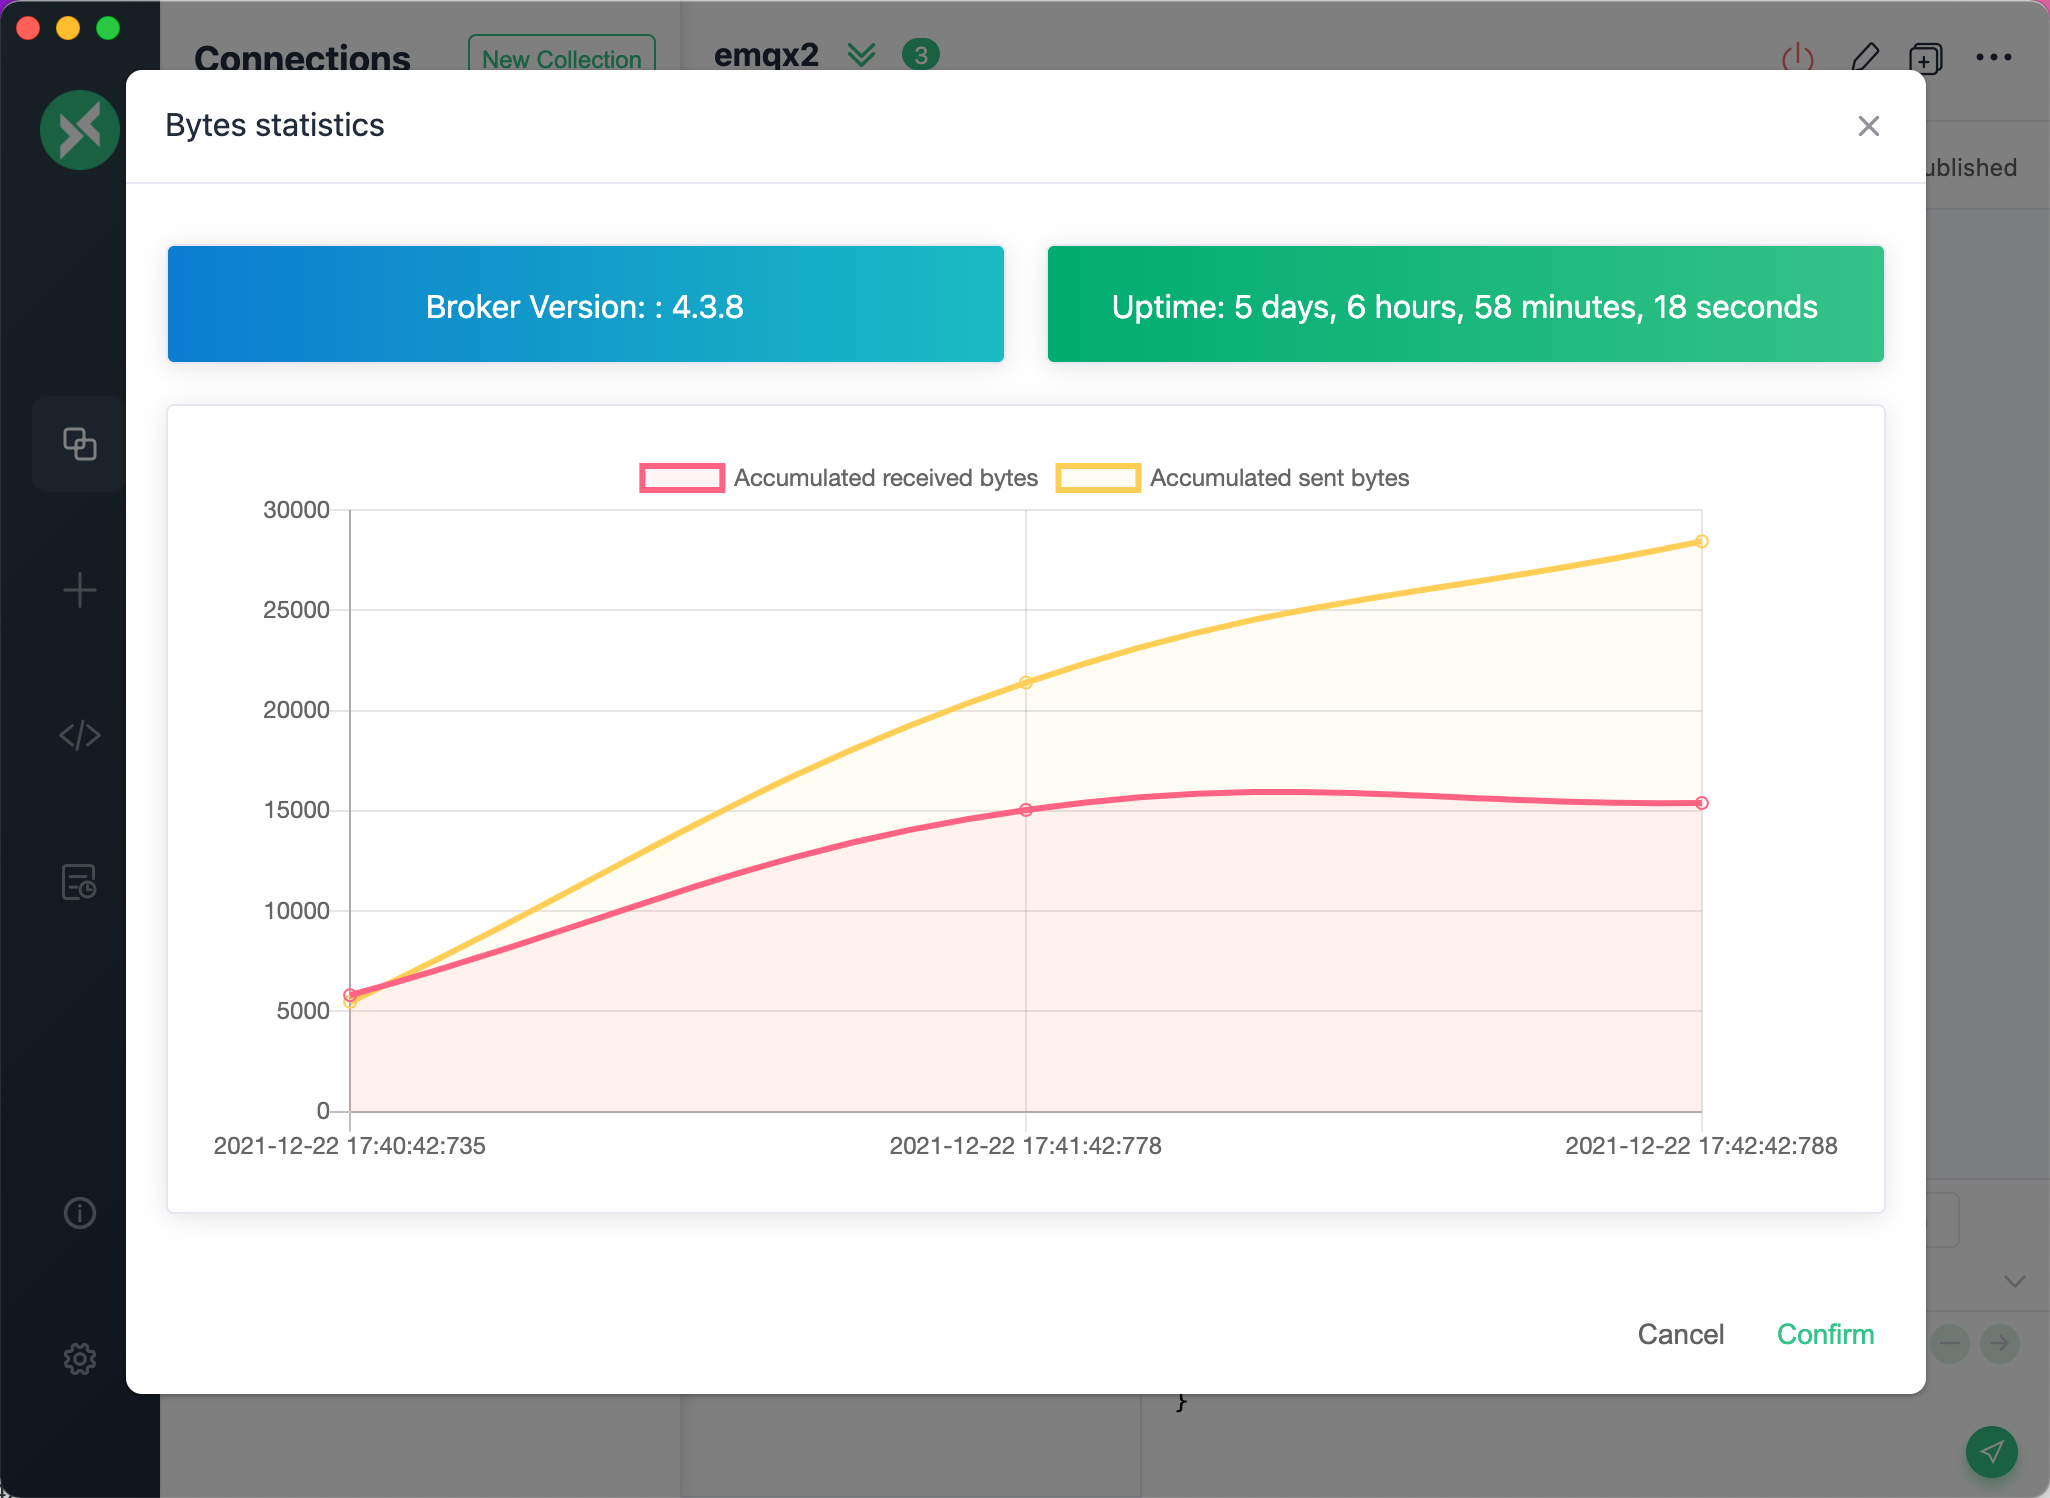 Connections
New Collection
emqx2
3
Bytes statistics
ublished
Broker Version: : 4.3.8
Uptime: 5 days, 6 hours, 58 minutes, 18 seconds
Accumulated received bytes
Accumulated sent bytes
30000
25000
20000
15000
10000
5000
0
2021-12-22 17:40:42:735
2021-12-22 17:41:42:778
2021-12-22 17:42:42:788
Cancel
Confirm
}